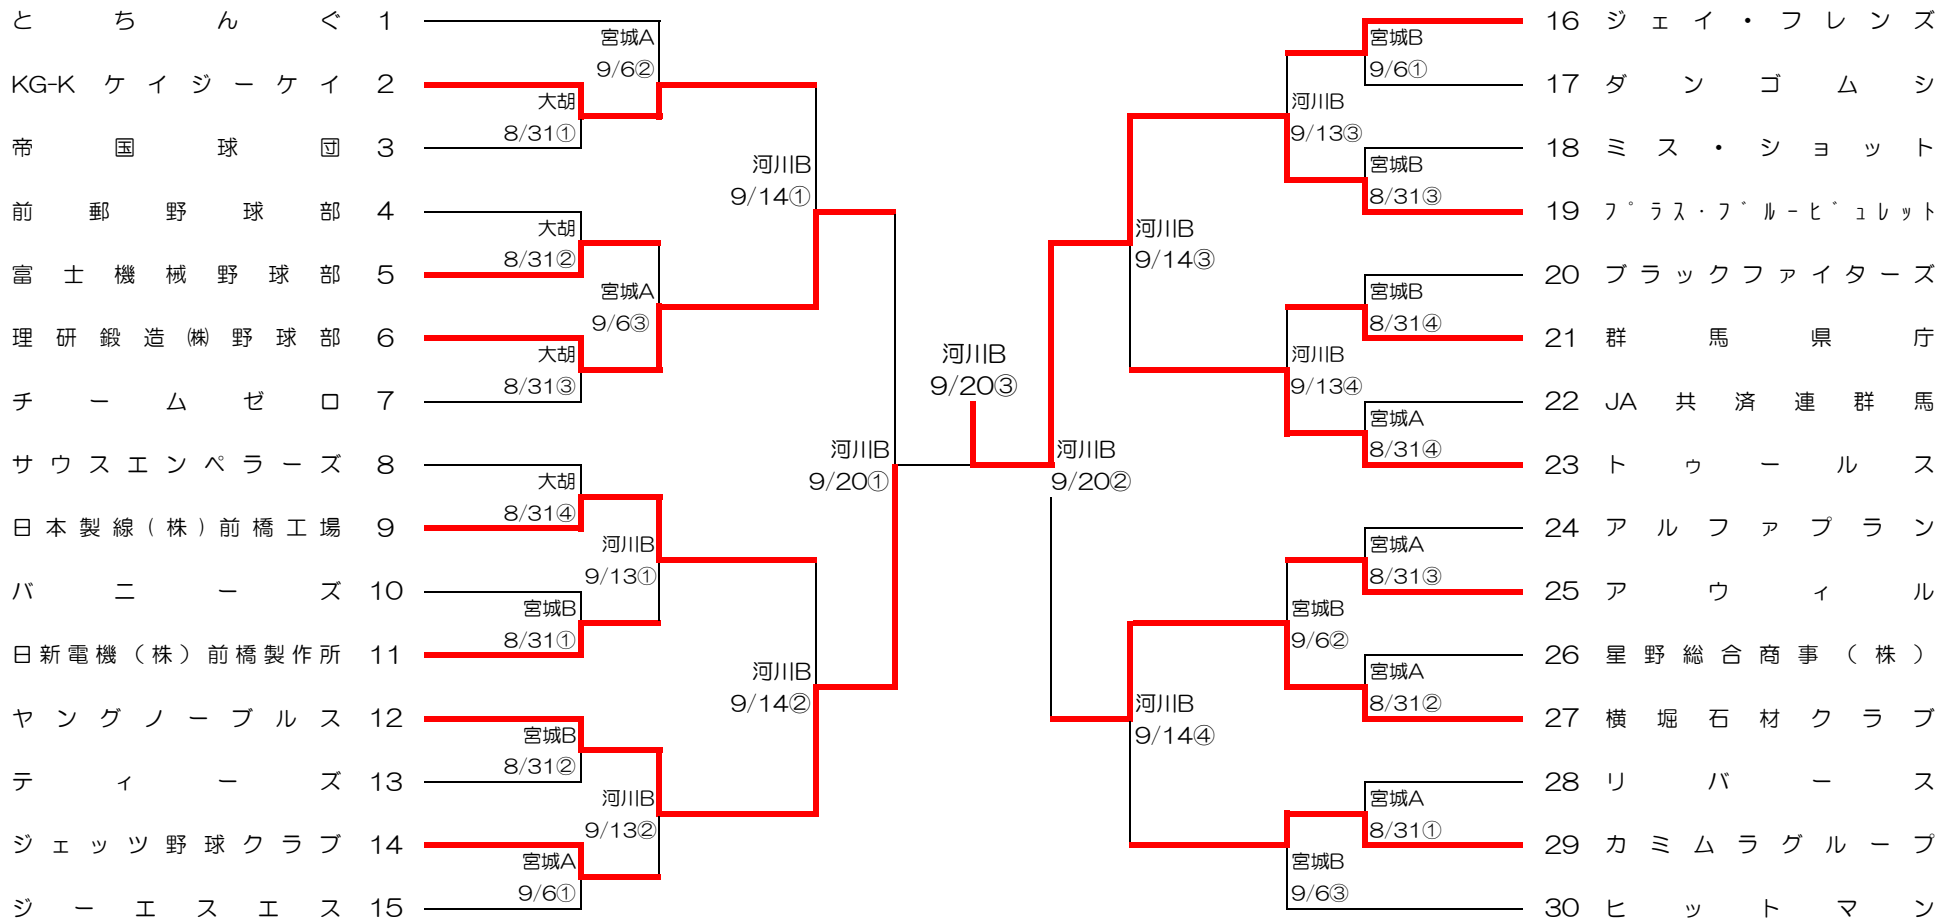 とちんぐ 1
宮城A
9/6②
KG-K ケイジーケイ 2
大胡
8/31①
帝国球団 3
河川B
9/14①
前郵野球部 4
大胡
8/31②
富士機械野球部 5
宮城A
9/6③
理研鍛造㈱野球部 6
大胡
8/31③
チームゼロ 7
河川B
9/20①
サウスエンペラーズ 8
大胡
8/31④
日本製線(株)前橋工場 9
河川B
9/13①
バニーズ 10
宮城B
8/31①
日新電機(株)前橋製作所 11
河川B
9/14②
ヤングノーブルス 12
宮城B
8/31②
ティーズ 13
河川B
9/13②
ジェッツ野球クラブ 14
宮城A
9/6①
ジーエスエス 15
河川B
9/20③
16 ジェイ・フレンズ
宮城B
9/6①
17 ダンゴムシ
河川B
9/13③
18 ミス・ショット
宮城B
8/31③
19 プラス・ブルービュレット
河川B
9/14③
20 ブラックファイターズ
宮城B
8/31④
21 群馬県庁
河川B
9/13④
22 JA共済連群馬
宮城A
8/31④
23 トゥールス
河川B
9/20②
24 アルファプラン
宮城A
8/31③
25 アウィル
宮城B
9/6②
26 星野総合商事(株)
宮城A
8/31②
27 横堀石材クラブ
河川B
9/14④
28 リバース
宮城A
8/31①
29 カミムラグループ
宮城B
9/6③
30 ヒットマン